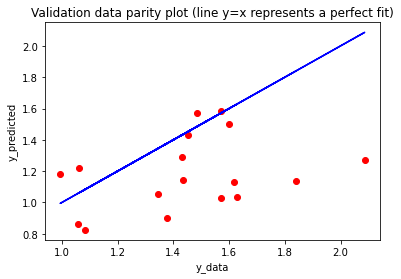 Validation data parity plot (line y=x represents a perfect fit)
y_predicted
2.0
1.8
1.6
1.4
1.2
1.0
0.8
1.0 1.2 1.4 1.6 1.8 2.0
y_data